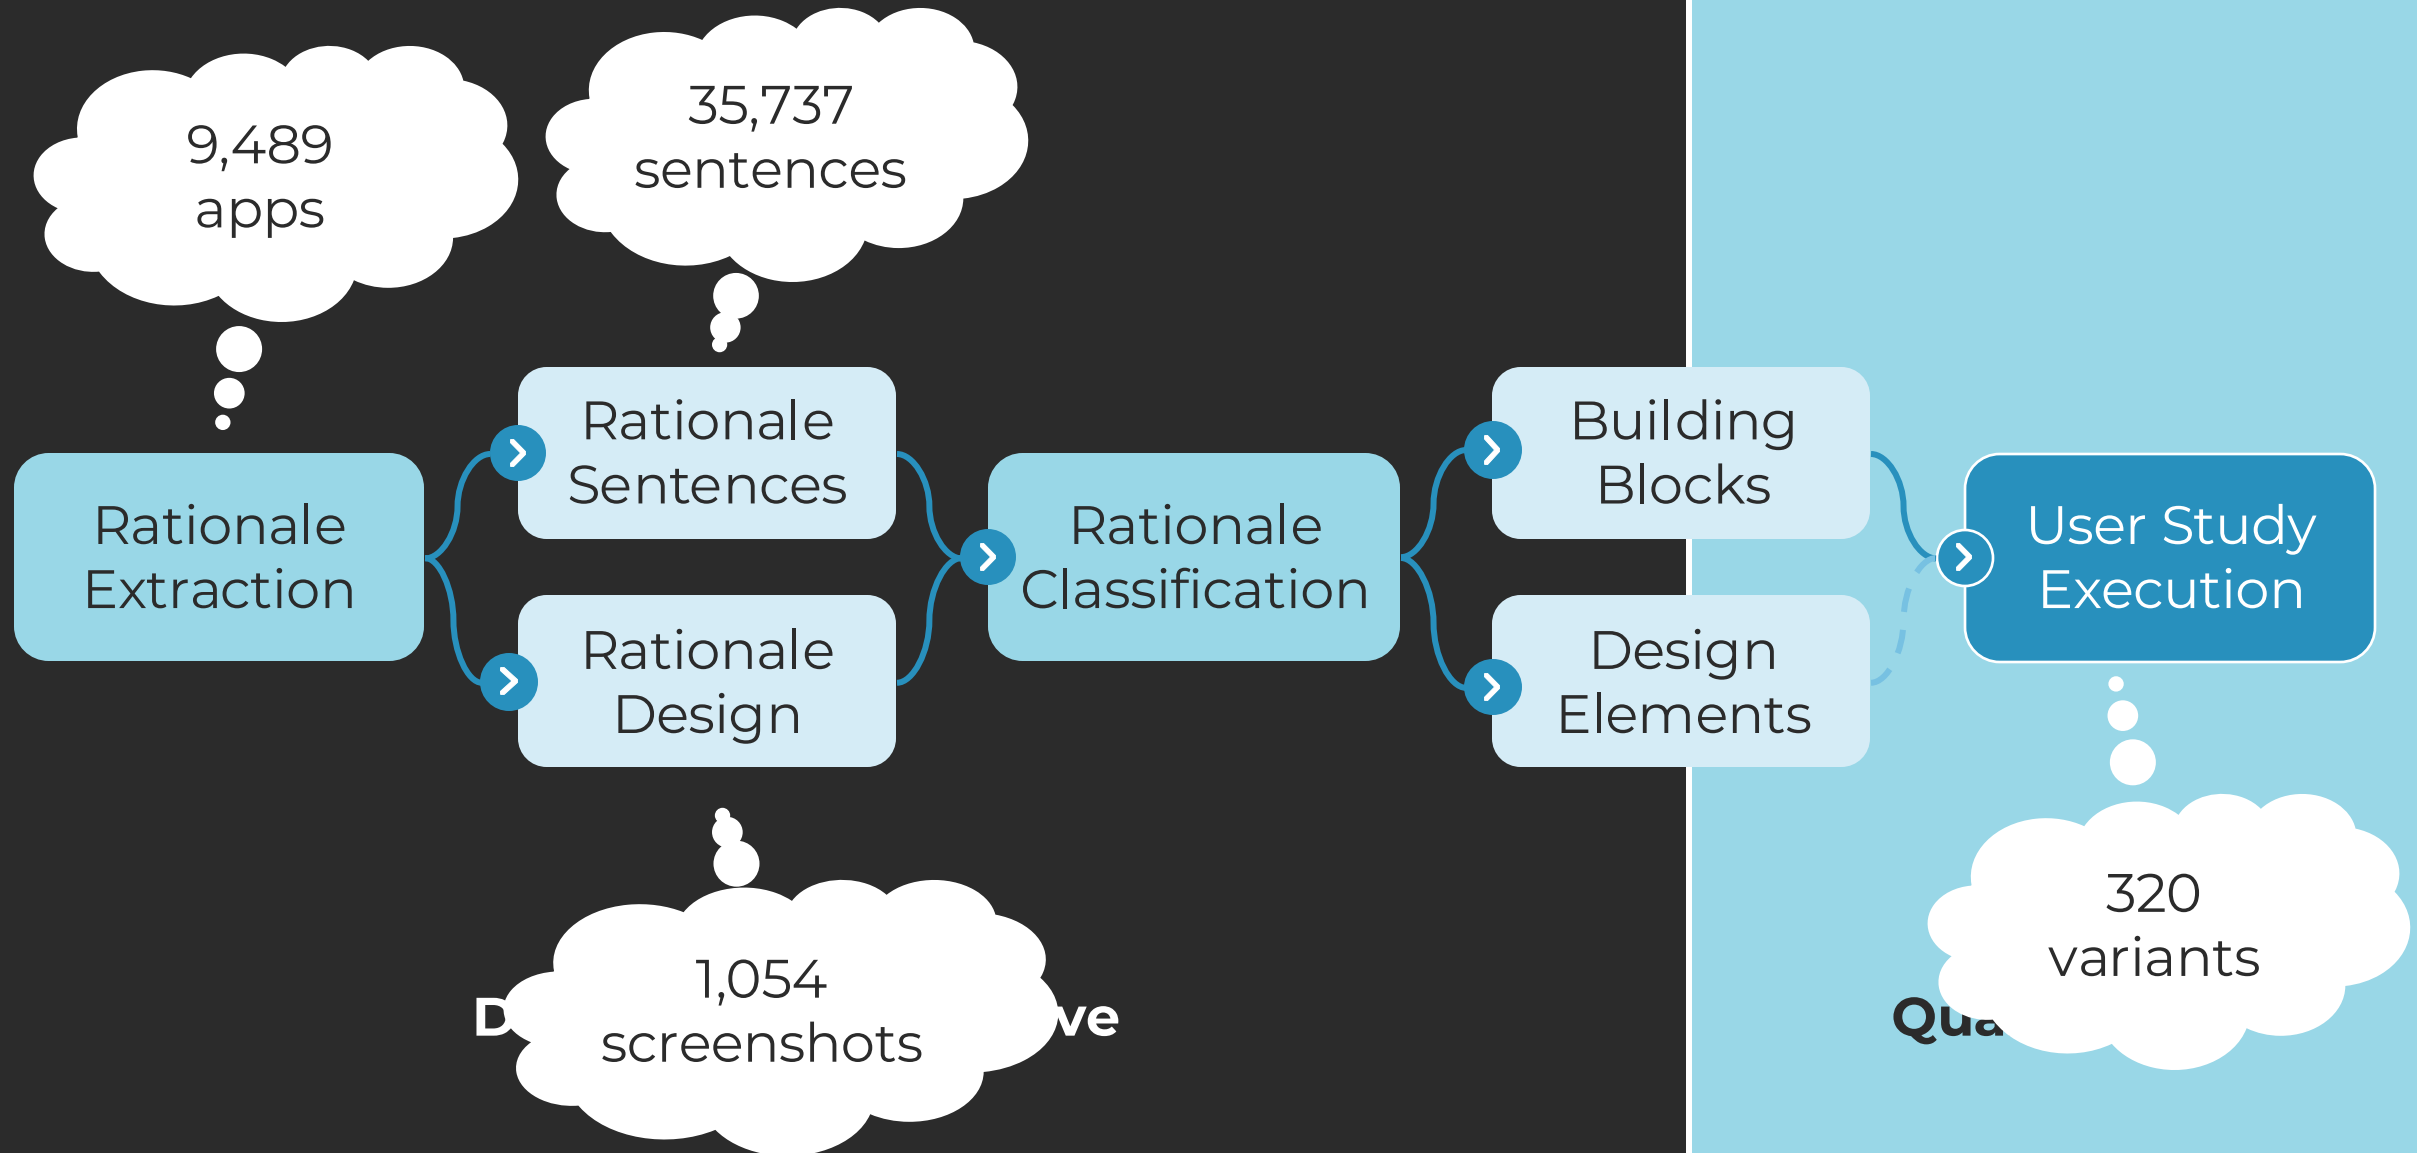 9,489
apps
35,737
sentences
Rationale
Extraction
Rationale
Sentences
Rationale
Design
Rationale
Classification
Building
Blocks
Design
Elements
User Study
Execution
1,054
screenshots
320
variants